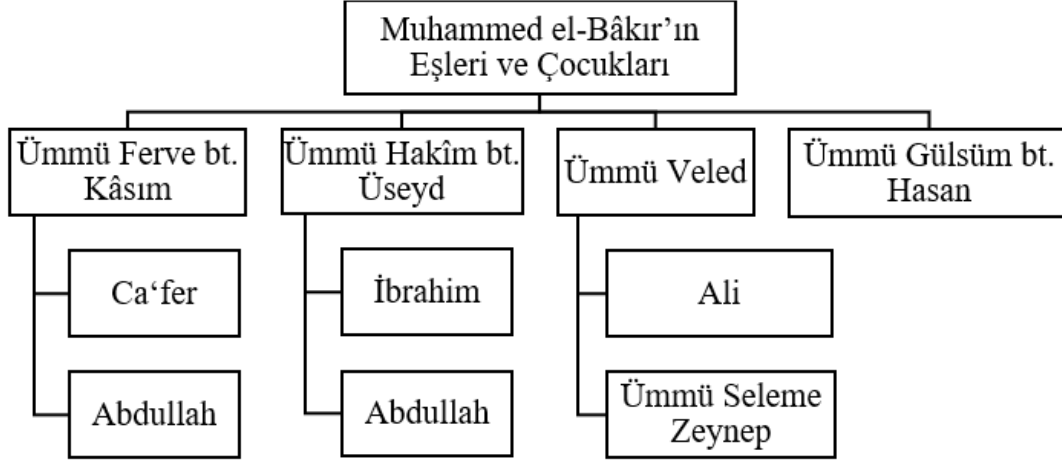 Muhammed el-Bâkır’ın
Eşleri ve Çocukları
Ümmü Ferve bt.
Kâsım
Ümmü Hakîm bt.
Üseyd
Ümmü Veled
Ümmü Gülsüm bt.
Hasan
Ca‘fer
İbrahim
Ali
Abdullah
Abdullah
Ümmü Seleme
Zeynep